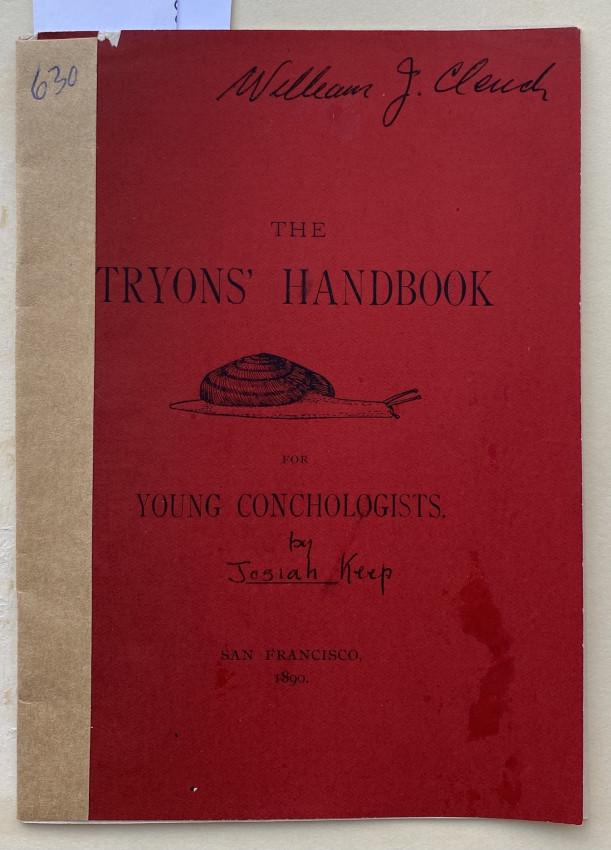 630
William J. Clench
THE
TRYONS' HANDBOOK
FOR
YOUNG CONCHOLOGISTS.
by
Josiah Keep
SAN FRANCISCO,
1890.